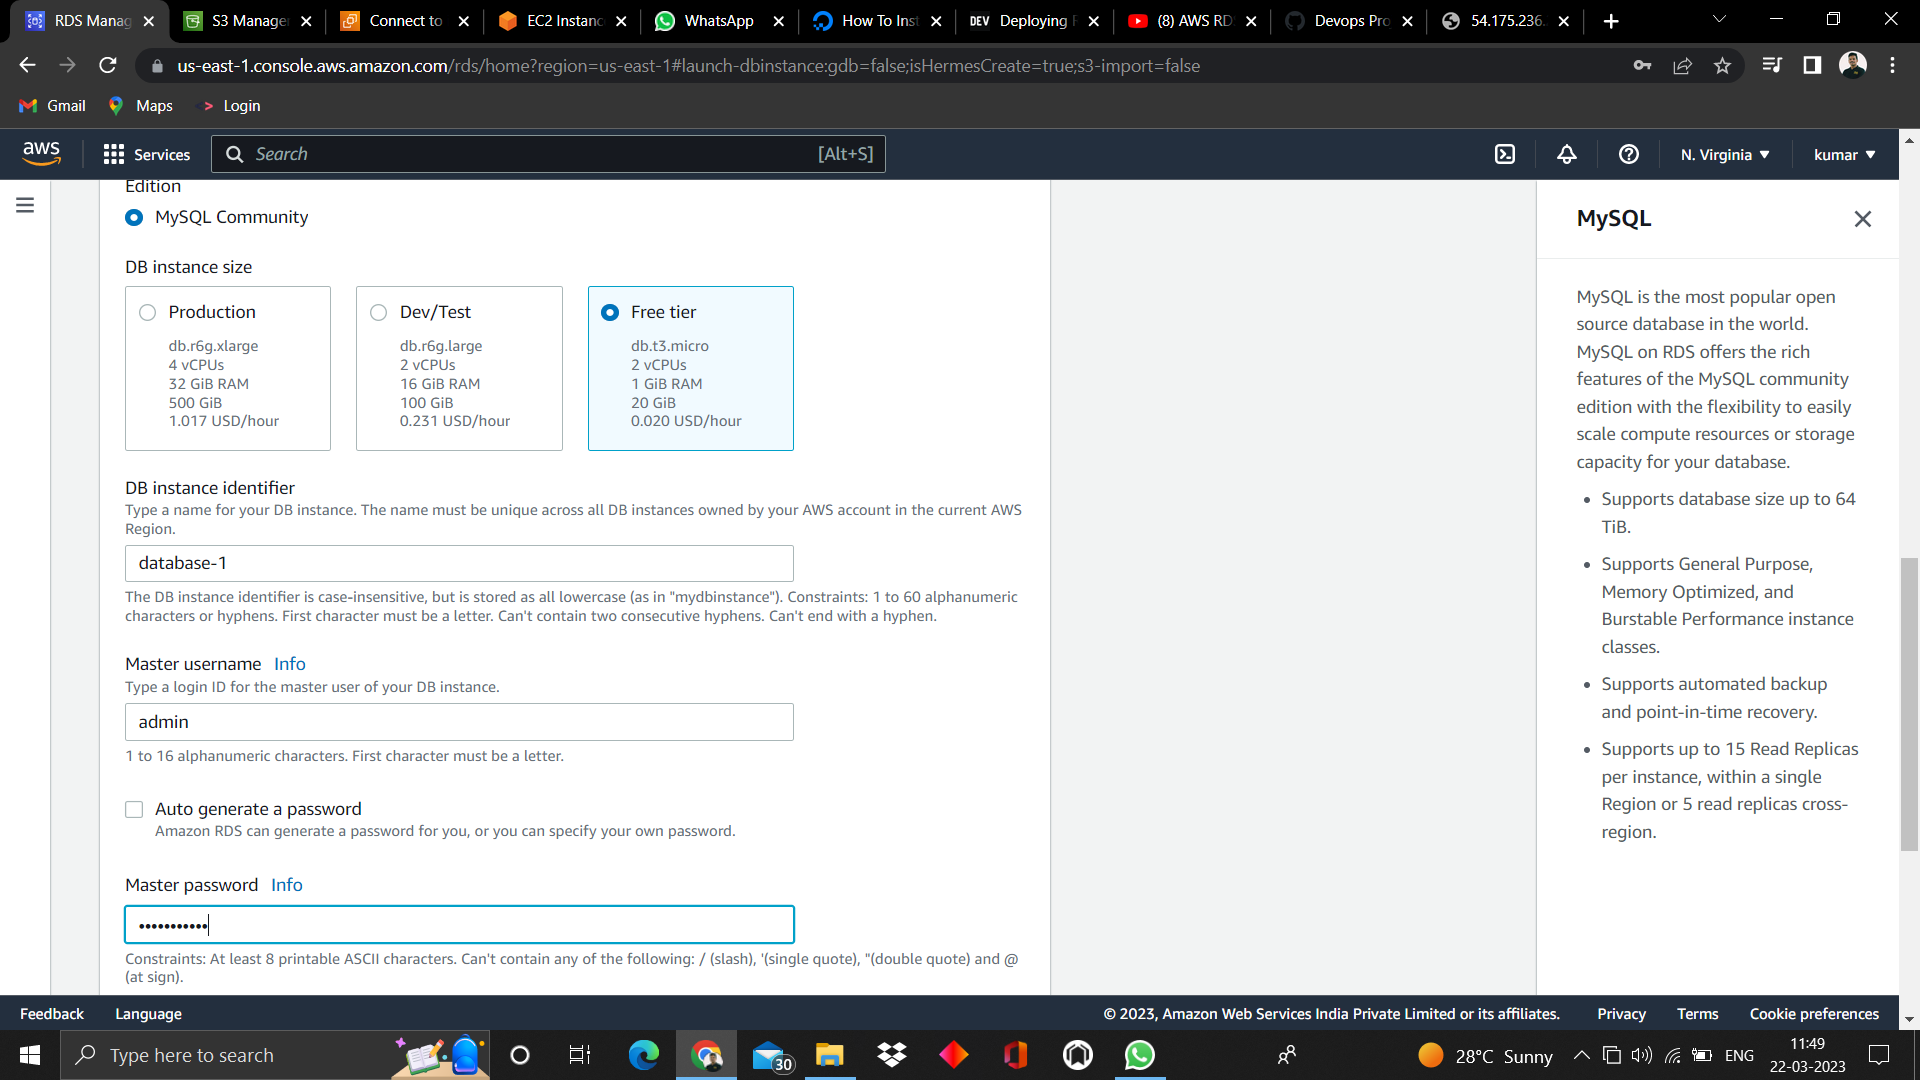 RDS Manag
S3 Manage
Connect to
EC2 Instanc
WhatsApp
How To Inst
DEV Deploying F
(8) AWS RD
Devops Pro
54.175.236.
us-east-1.console.aws.amazon.com/rds/home?region=us-east-1#launch-dbinstance:gdb=false;isHermesCreate=true;s3-import=false
Gmail
Maps
Login
aws
Services
Search
[Alt+S]
N. Virginia
kumar
Edition
MySQL Community
DB instance size
Production
db.r6g.xlarge
4 vCPUs
32 GiB RAM
500 GiB
1.017 USD/hour
Dev/Test
db.r6g.large
2 vCPUs
16 GiB RAM
100 GiB
0.231 USD/hour
Free tier
db.t3.micro
2 vCPUs
1 GiB RAM
20 GiB
0.020 USD/hour
DB instance identifier
Type a name for your DB instance. The name must be unique across all DB instances owned by your AWS account in the current AWS
Region.
database-1
The DB instance identifier is case-insensitive, but is stored as all lowercase (as in "mydbinstance"). Constraints: 1 to 60 alphanumeric
characters or hyphens. First character must be a letter. Can't contain two consecutive hyphens. Can't end with a hyphen.
Master username Info
Type a login ID for the master user of your DB instance.
admin
1 to 16 alphanumeric characters. First character must be a letter.
Auto generate a password
Amazon RDS can generate a password for you, or you can specify your own password.
Master password Info
•••••••••••
Constraints: At least 8 printable ASCII characters. Can't contain any of the following: / (slash), '(single quote), "(double quote) and @
(at sign).
MySQL
MySQL is the most popular open
source database in the world.
MySQL on RDS offers the rich
features of the MySQL community
edition with the flexibility to easily
scale compute resources or storage
capacity for your database.
• Supports database size up to 64
TiB.
• Supports General Purpose,
Memory Optimized, and
Burstable Performance instance
classes.
• Supports automated backup
and point-in-time recovery.
• Supports up to 15 Read Replicas
per instance, within a single
Region or 5 read replicas cross-
region.
Feedback
Language
© 2023, Amazon Web Services India Private Limited or its affiliates.
Privacy
Terms
Cookie preferences
Type here to search
30
28°C Sunny
ENG
11:49
22-03-2023